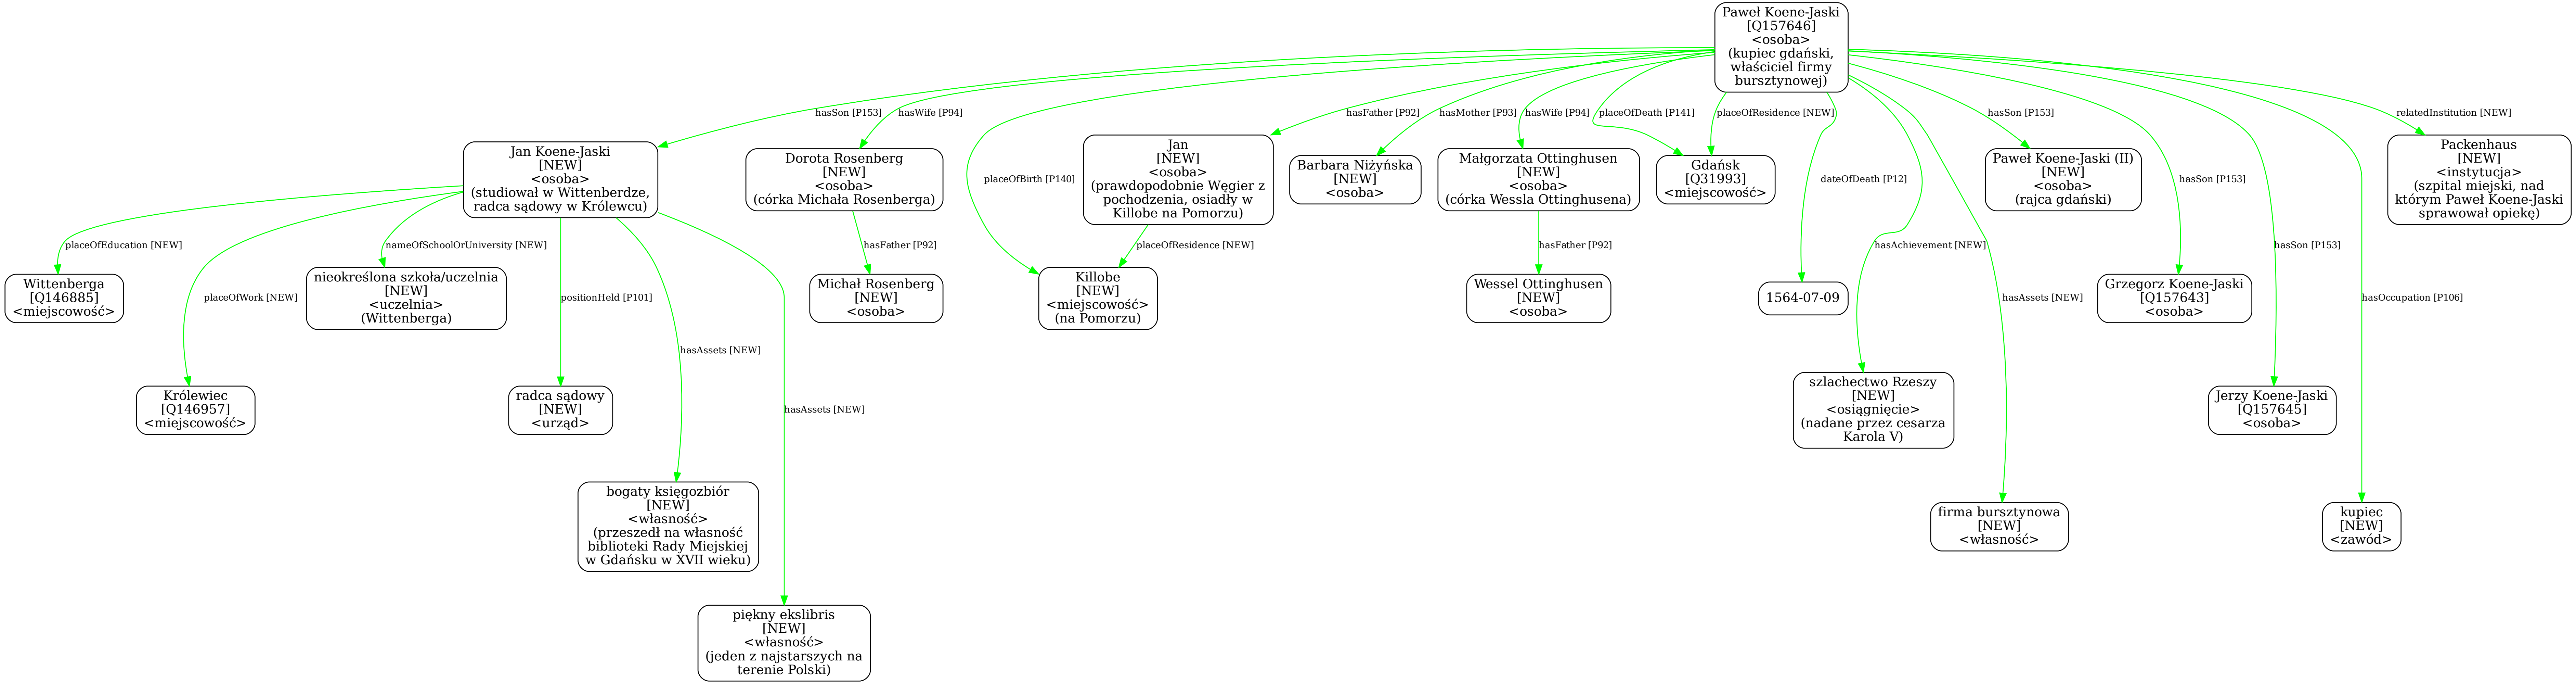 Paweł Koene-Jaski
[Q157646]
<osoba>
(kupiec gdański,
właściciel firmy
bursztynowej)
hasSon [P153]
hasWife [P94]
hasFather [P92]
hasMother [P93]
hasWife [P94]
placeOfDeath [P141]
placeOfResidence [NEW]
hasSon [P153]
relatedInstitution [NEW]
Jan Koene-Jaski
[NEW]
<osoba>
(studiował w Wittenberdze,
radca sądowy w Królewcu)
Dorota Rosenberg
[NEW]
<osoba>
(córka Michała Rosenberga)
placeOfBirth [P140]
Jan
[NEW]
<osoba>
(prawdopodobnie Węgier z
pochodzenia, osiadły w
Killobe na Pomorzu)
Barbara Niżyńska
[NEW]
<osoba>
Małgorzata Ottinghusen
[NEW]
<osoba>
(córka Wessla Ottinghusena)
Gdańsk
[Q31993]
<miejscowość>
dateOfDeath [P12]
Paweł Koene-Jaski (II)
[NEW]
<osoba>
(rajca gdański)
hasSon [P153]
Packenhaus
[NEW]
<instytucja>
(szpital miejski, nad
którym Paweł Koene-Jaski
sprawował opiekę)
placeOfEducation [NEW]
nameOfSchoolOrUniversity [NEW]
hasFather [P92]
placeOfResidence [NEW]
hasFather [P92]
hasAchievement [NEW]
hasSon [P153]
Wittenberga
[Q146885]
<miejscowość>
placeOfWork [NEW]
nieokreślona szkoła/uczelnia
[NEW]
<uczelnia>
(Wittenberga)
positionHeld [P101]
Michał Rosenberg
[NEW]
<osoba>
Killobe
[NEW]
<miejscowość>
(na Pomorzu)
Wessel Ottinghusen
[NEW]
<osoba>
1564-07-09
hasAssets [NEW]
Grzegorz Koene-Jaski
[Q157643]
<osoba>
hasOccupation [P106]
hasAssets [NEW]
Królewiec
[Q146957]
<miejscowość>
radca sądowy
[NEW]
<urząd>
hasAssets [NEW]
szlachectwo Rzeszy
[NEW]
<osiągnięcie>
(nadane przez cesarza
Karola V)
Jerzy Koene-Jaski
[Q157645]
<osoba>
bogaty księgozbiór
[NEW]
<własność>
(przeszedł na własność
biblioteki Rady Miejskiej
w Gdańsku w XVII wieku)
firma bursztynowa
[NEW]
<własność>
kupiec
[NEW]
<zawód>
piękny ekslibris
[NEW]
<własność>
(jeden z najstarszych na
terenie Polski)